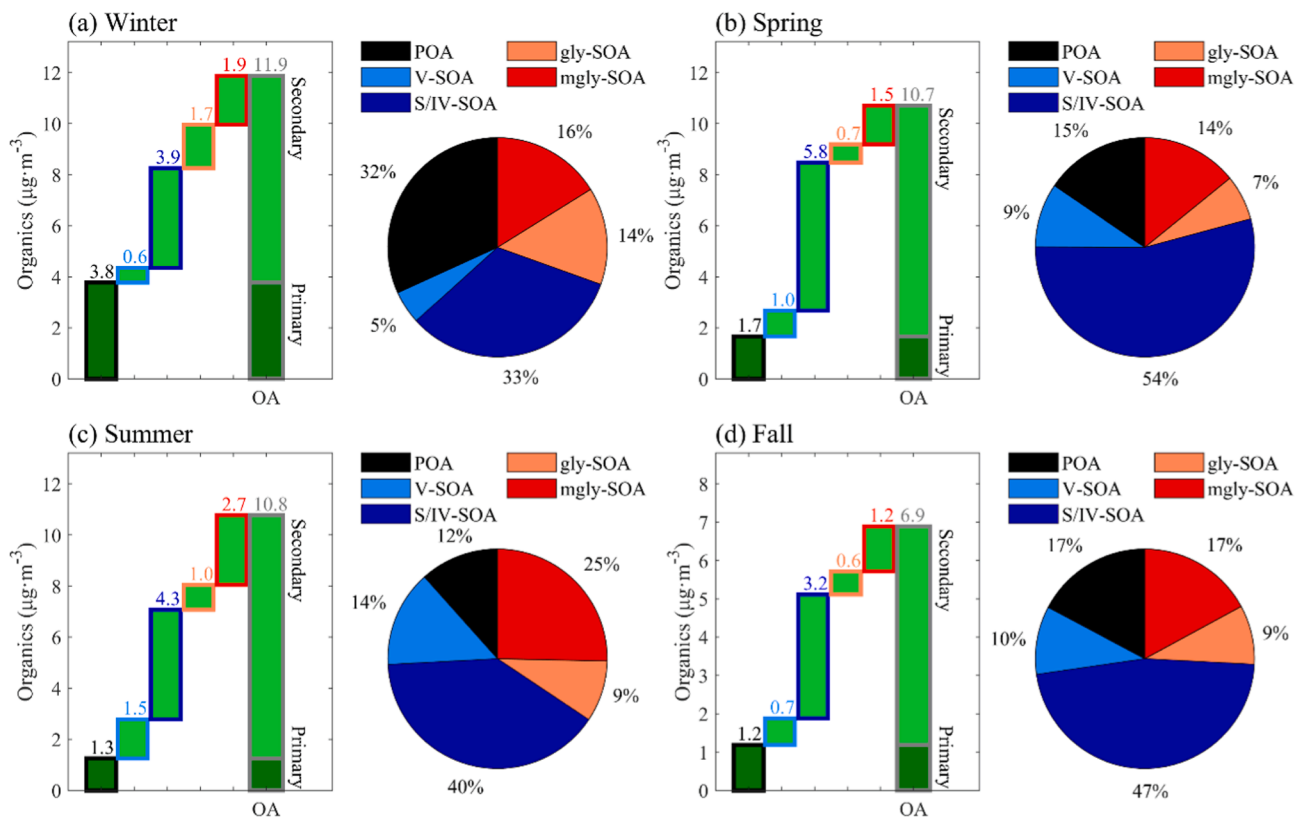 (a) Winter
Organics (μg·m⁻³)
12
10
8
6
4
2
0
3.8
0.6
3.9
1.7
1.9
11.9
Secondary
Primary
OA
POA
gly-SOA
V-SOA
mgly-SOA
S/IV-SOA
16%
32%
14%
5%
33%
(b) Spring
Organics (μg·m⁻³)
12
10
8
6
4
2
0
1.7
1.0
5.8
0.7
1.5
10.7
Secondary
Primary
OA
POA
gly-SOA
V-SOA
mgly-SOA
S/IV-SOA
15%
14%
7%
9%
54%
(c) Summer
Organics (μg·m⁻³)
12
10
8
6
4
2
0
1.3
1.5
4.3
1.0
2.7
10.8
Secondary
Primary
OA
POA
gly-SOA
V-SOA
mgly-SOA
S/IV-SOA
12%
25%
14%
9%
40%
(d) Fall
Organics (μg·m⁻³)
8
7
6
5
4
3
2
1
0
1.2
0.7
3.2
0.6
1.2
6.9
Secondary
Primary
OA
POA
gly-SOA
V-SOA
mgly-SOA
S/IV-SOA
17%
17%
10%
9%
47%